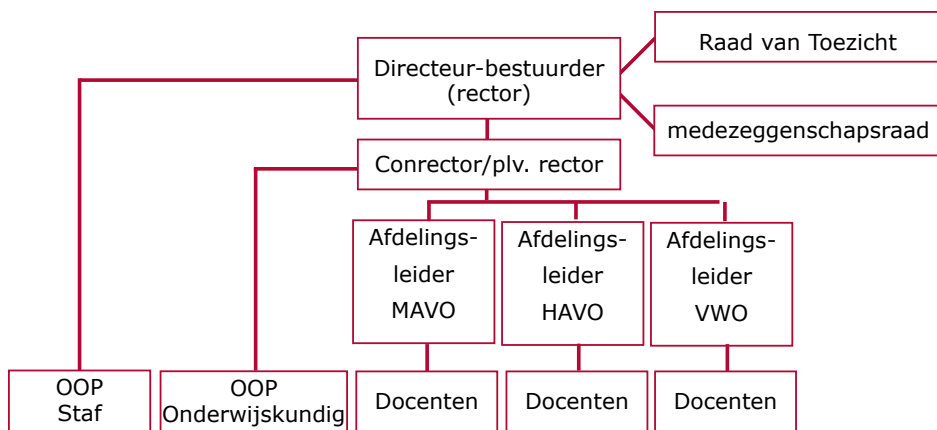 Raad van Toezicht
Directeur-bestuurder
(rector)
medezeggenschapsraad
Conrector/plv. rector
Afdelings-
leider
MAVO
Afdelings-
leider
HAVO
Afdelings-
leider
VWO
OOP
Staf
OOP
Onderwijskundig
Docenten
Docenten
Docenten